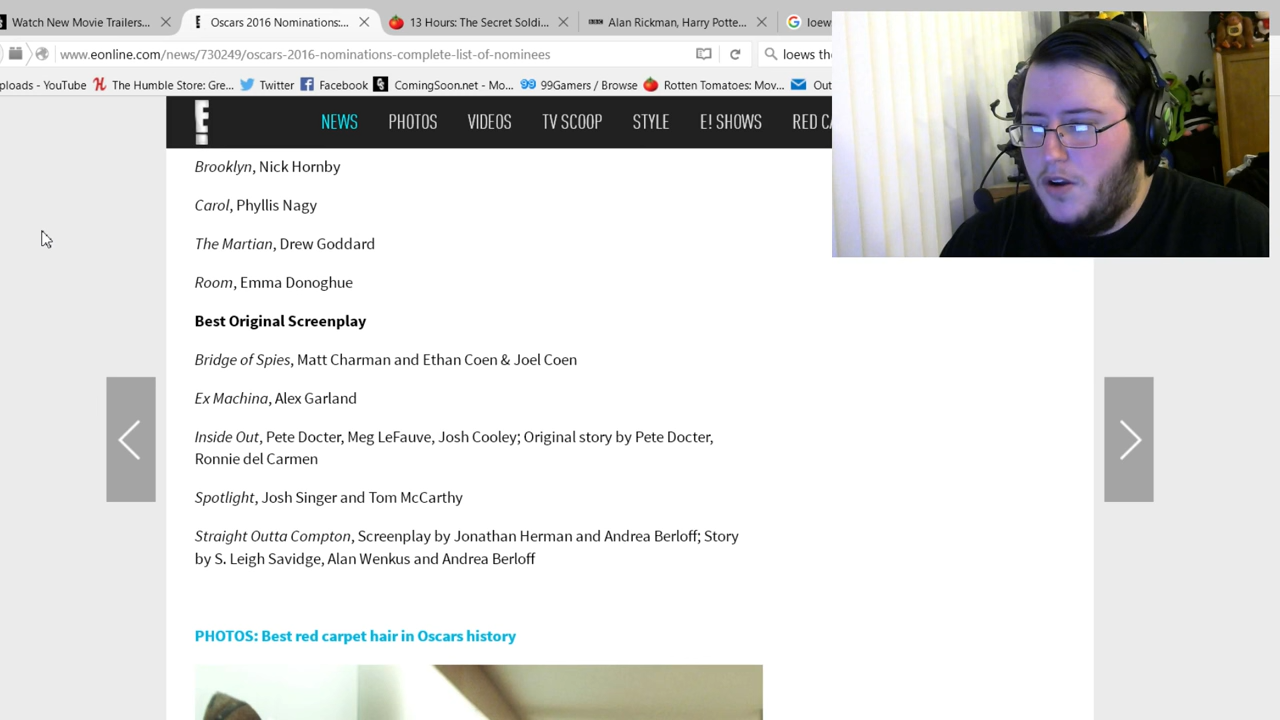 Watch New Movie Trailers... Oscars 2016 Nominations:... 13 Hours: The Secret Soldi... BBC Alan Rickman, Harry Potte... loews
www.eonline.com/news/730249/oscars-2016-nominations-complete-list-of-nominees loews the
ploads - YouTube The Humble Store: Gre... Twitter Facebook ComingSoon.net - Mo... 99Gamers / Browse Rotten Tomatoes: Mov... Out
E! NEWS PHOTOS VIDEOS TV SCOOP STYLE E! SHOWS RED CA
Brooklyn, Nick Hornby
Carol, Phyllis Nagy
The Martian, Drew Goddard
Room, Emma Donoghue
Best Original Screenplay
Bridge of Spies, Matt Charman and Ethan Coen & Joel Coen
Ex Machina, Alex Garland
Inside Out, Pete Docter, Meg LeFauve, Josh Cooley; Original story by Pete Docter,
Ronnie del Carmen
Spotlight, Josh Singer and Tom McCarthy
Straight Outta Compton, Screenplay by Jonathan Herman and Andrea Berloff; Story
by S. Leigh Savidge, Alan Wenkus and Andrea Berloff
PHOTOS: Best red carpet hair in Oscars history